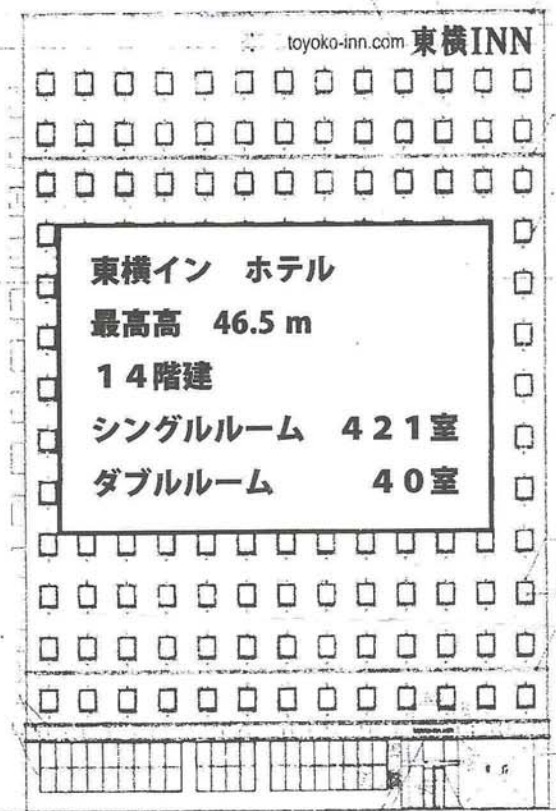 toyoko-inn.com 東横INN
東横イン ホテル
最高高 46.5 m
１４階建
シングルルーム ４２１室
ダブルルーム ４０室